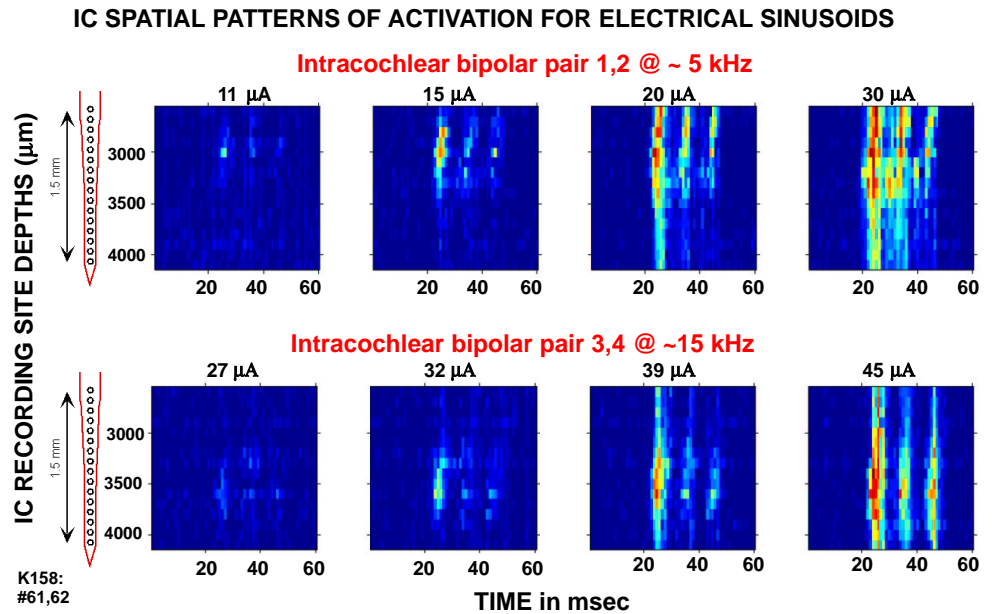 IC SPATIAL PATTERNS OF ACTIVATION FOR ELECTRICAL SINUSOIDS
Intracochlear bipolar pair 1,2 @ ~ 5 kHz
11 µA 15 µA 20 µA 30 µA
IC RECORDING SITE DEPTHS (µm)
1.5 mm
3000
3500
4000
20 40 60 20 40 60 20 40 60 20 40 60
Intracochlear bipolar pair 3,4 @ ~15 kHz
27 µA 32 µA 39 µA 45 µA
1.5 mm
3000
3500
4000
20 40 60 20 40 60 20 40 60 20 40 60
K158:
#61,62
TIME in msec